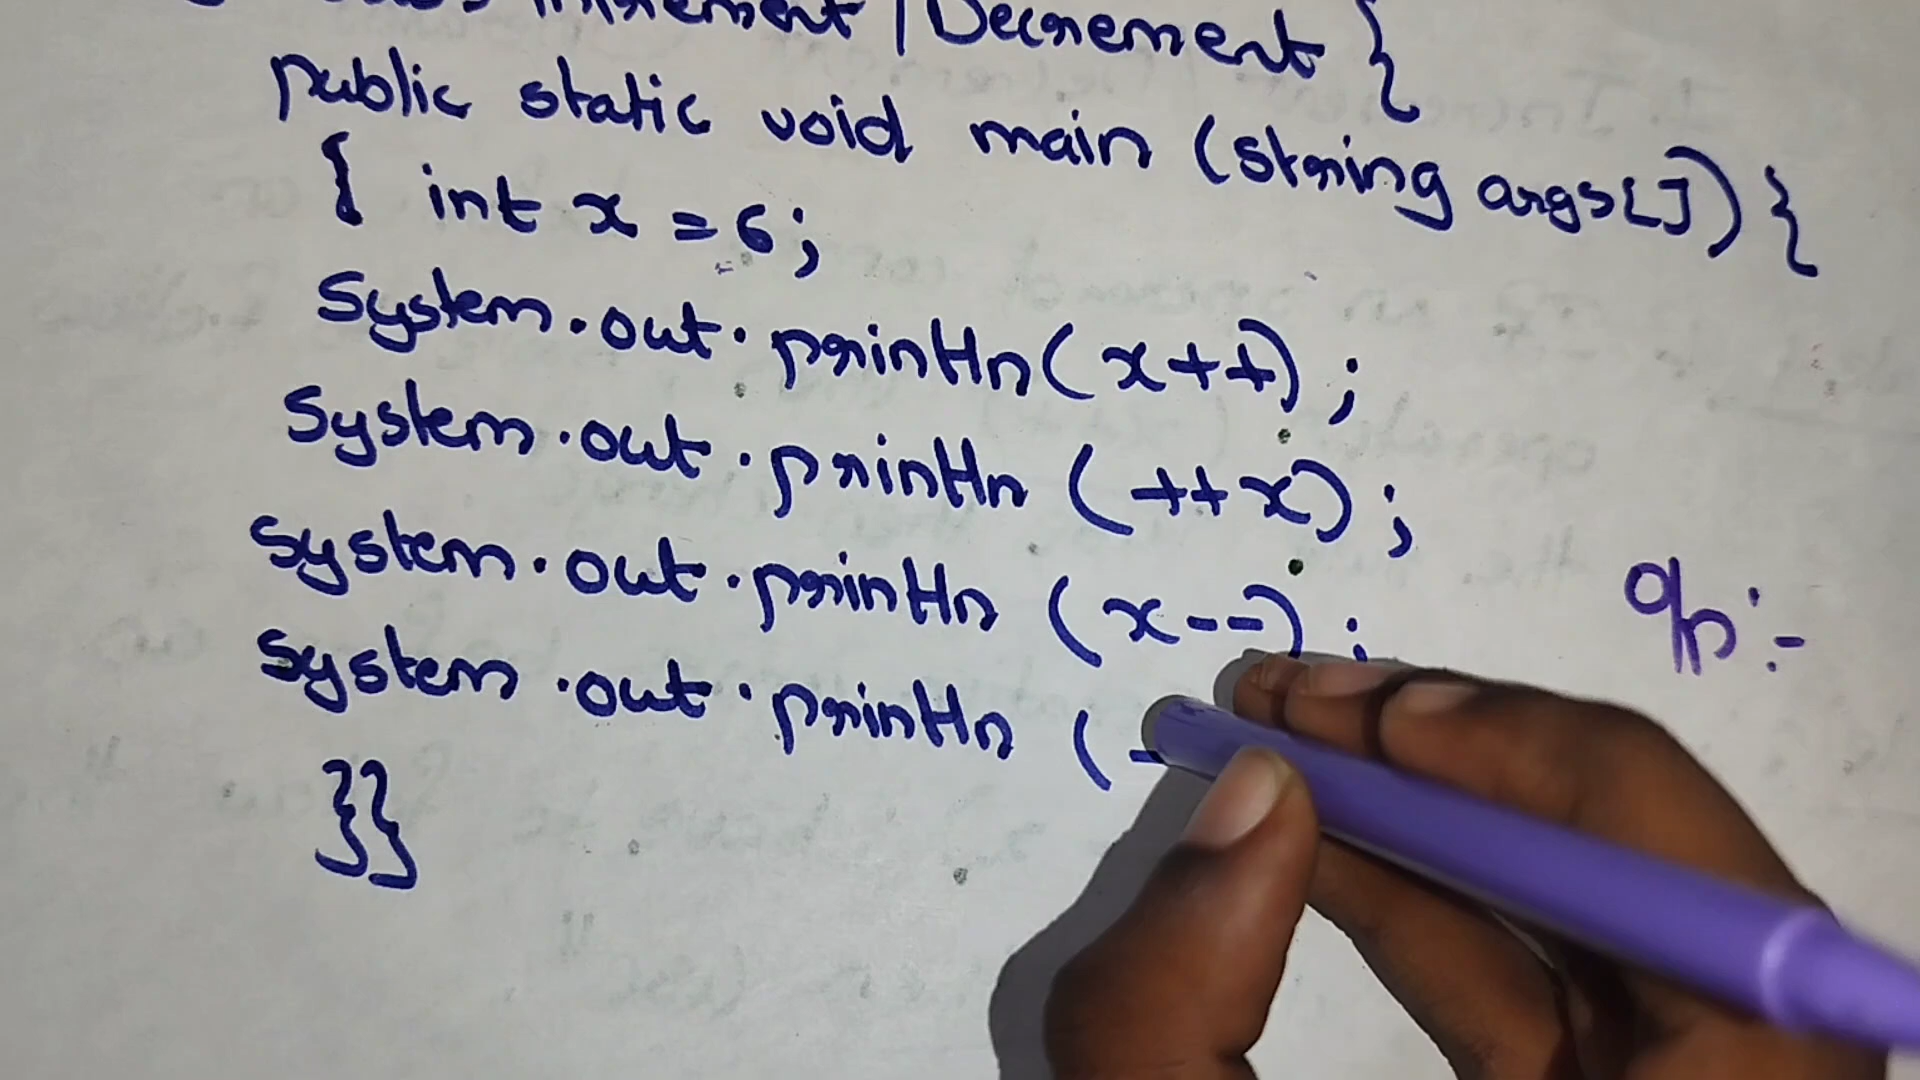 Decrement {
public static void main (string args[]) {
{ int x = 6;
System.out.println(x++);
System.out.println (++x);
System.out.println (x--);
System.out.println (-
}}
O/p:-